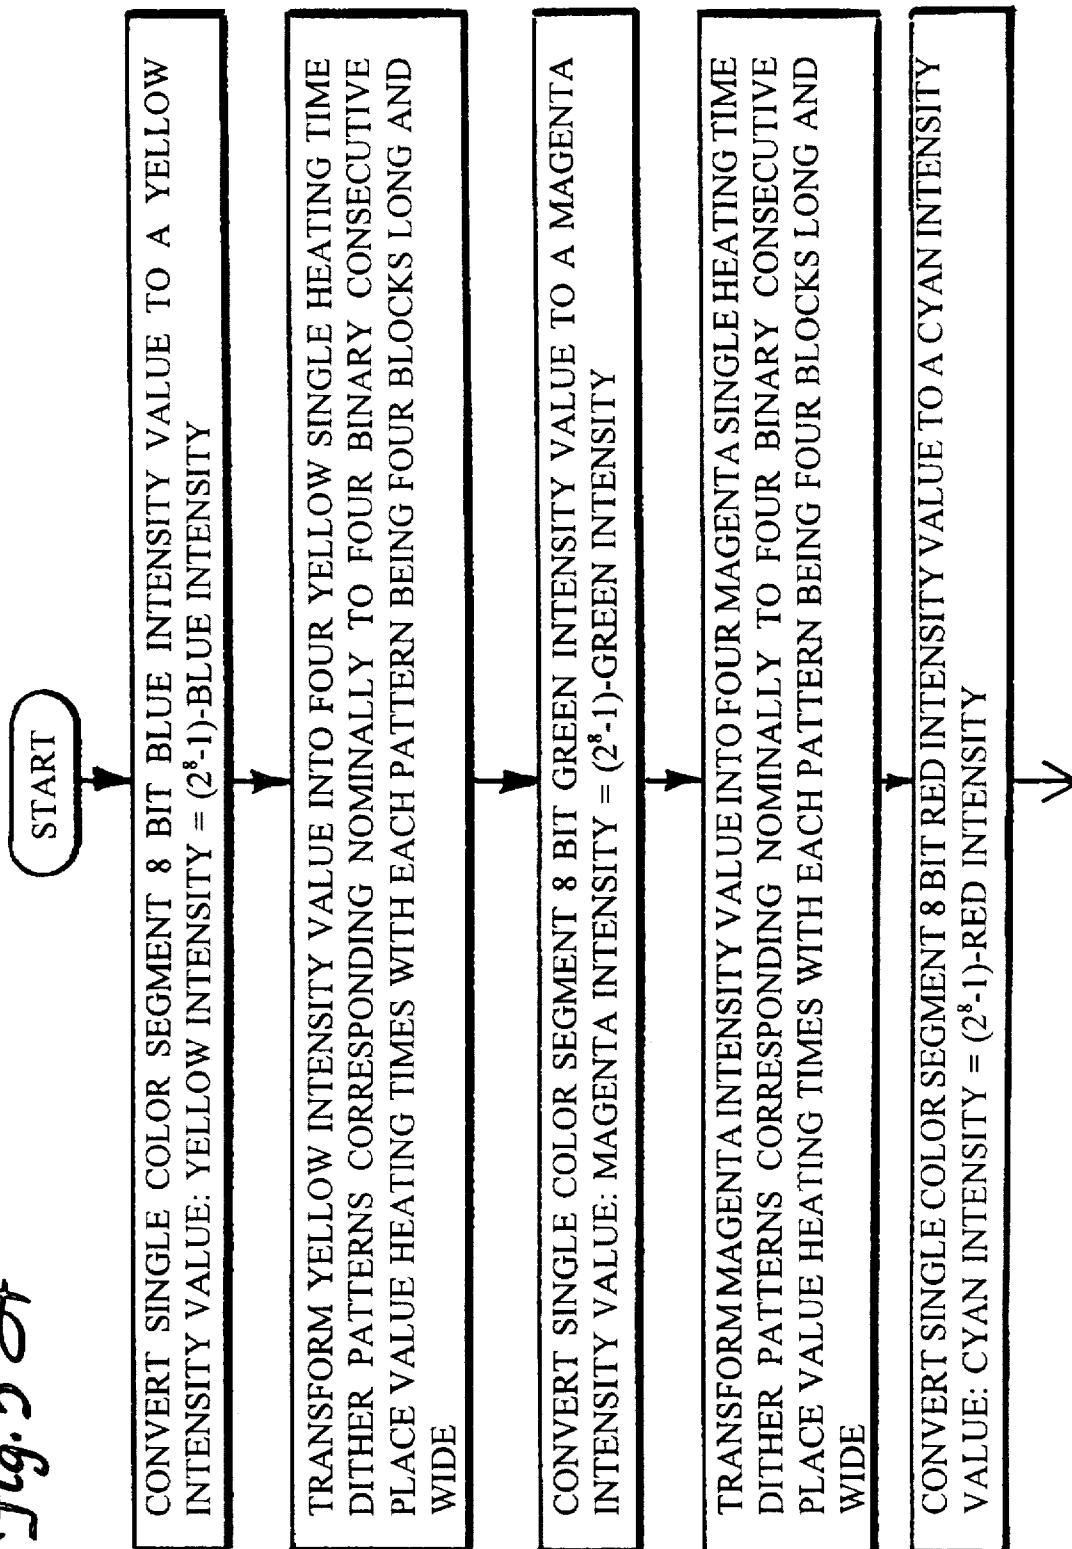 START
CONVERT SINGLE COLOR SEGMENT 8 BIT BLUE INTENSITY VALUE TO A YELLOW
INTENSITY VALUE: YELLOW INTENSITY = (2⁸-1)-BLUE INTENSITY
TRANSFORM YELLOW INTENSITY VALUE INTO FOUR YELLOW SINGLE HEATING TIME
DITHER PATTERNS CORRESPONDING NOMINALLY TO FOUR BINARY CONSECUTIVE
PLACE VALUE HEATING TIMES WITH EACH PATTERN BEING FOUR BLOCKS LONG AND
WIDE
CONVERT SINGLE COLOR SEGMENT 8 BIT GREEN INTENSITY VALUE TO A MAGENTA
INTENSITY VALUE: MAGENTA INTENSITY = (2⁸-1)-GREEN INTENSITY
TRANSFORM MAGENTA INTENSITY VALUE INTO FOUR MAGENTA SINGLE HEATING TIME
DITHER PATTERNS CORRESPONDING NOMINALLY TO FOUR BINARY CONSECUTIVE
PLACE VALUE HEATING TIMES WITH EACH PATTERN BEING FOUR BLOCKS LONG AND
WIDE
CONVERT SINGLE COLOR SEGMENT 8 BIT RED INTENSITY VALUE TO A CYAN INTENSITY
VALUE: CYAN INTENSITY = (2⁸-1)-RED INTENSITY